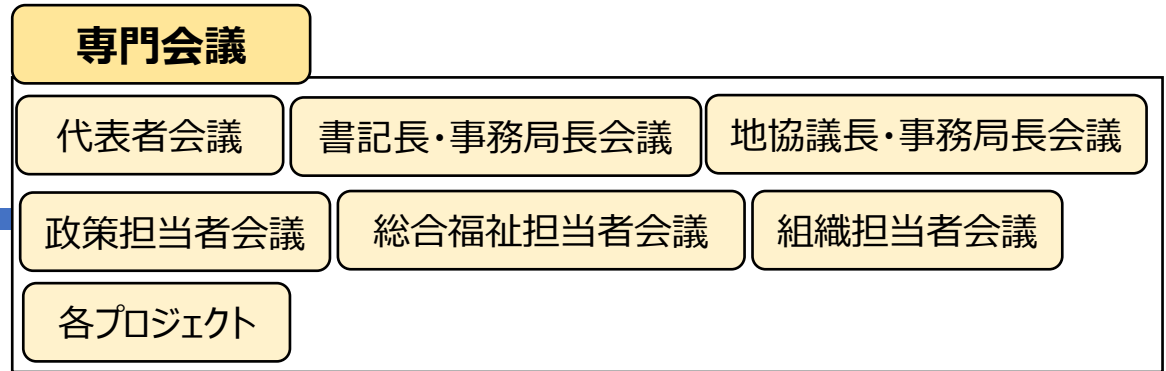 専門会議
代表者会議 書記長・事務局長会議 地協議長・事務局長会議
政策担当者会議 総合福祉担当者会議 組織担当者会議
各プロジェクト